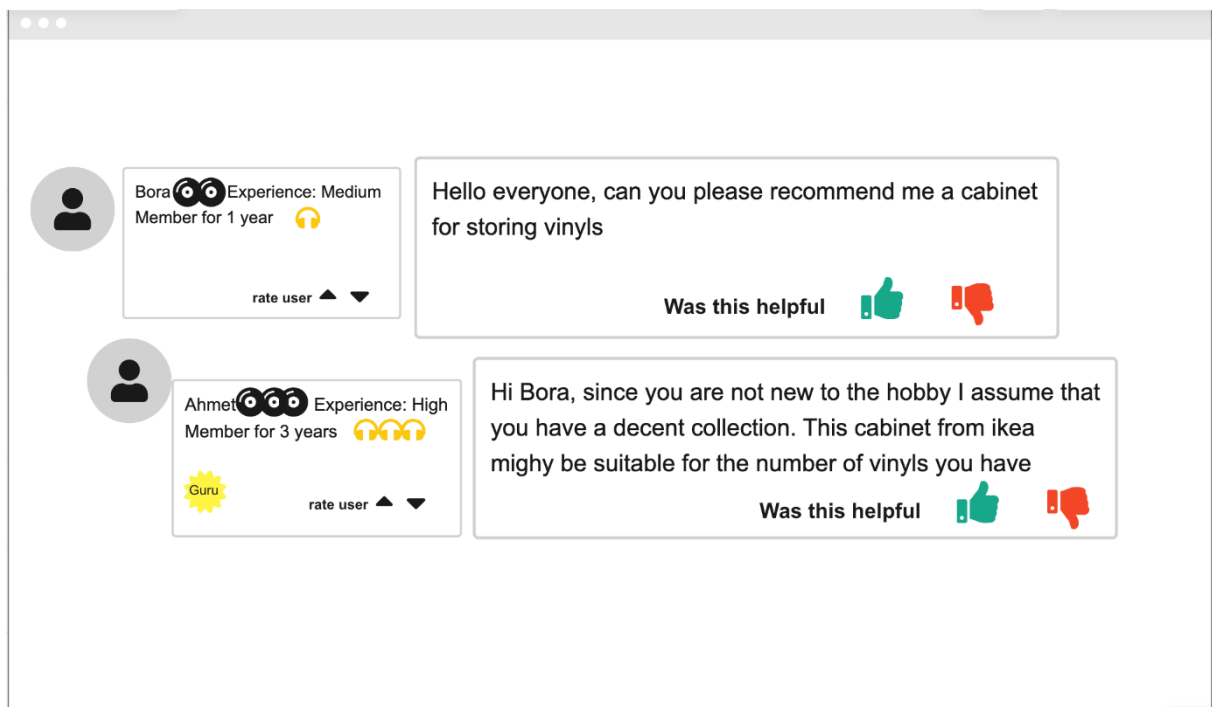 Bora Experience: Medium
Member for 1 year
rate user
Hello everyone, can you please recommend me a cabinet
for storing vinyls
Was this helpful
Ahmet Experience: High
Member for 3 years
Guru
rate user
Hi Bora, since you are not new to the hobby I assume that
you have a decent collection. This cabinet from ikea
mighy be suitable for the number of vinyls you have
Was this helpful